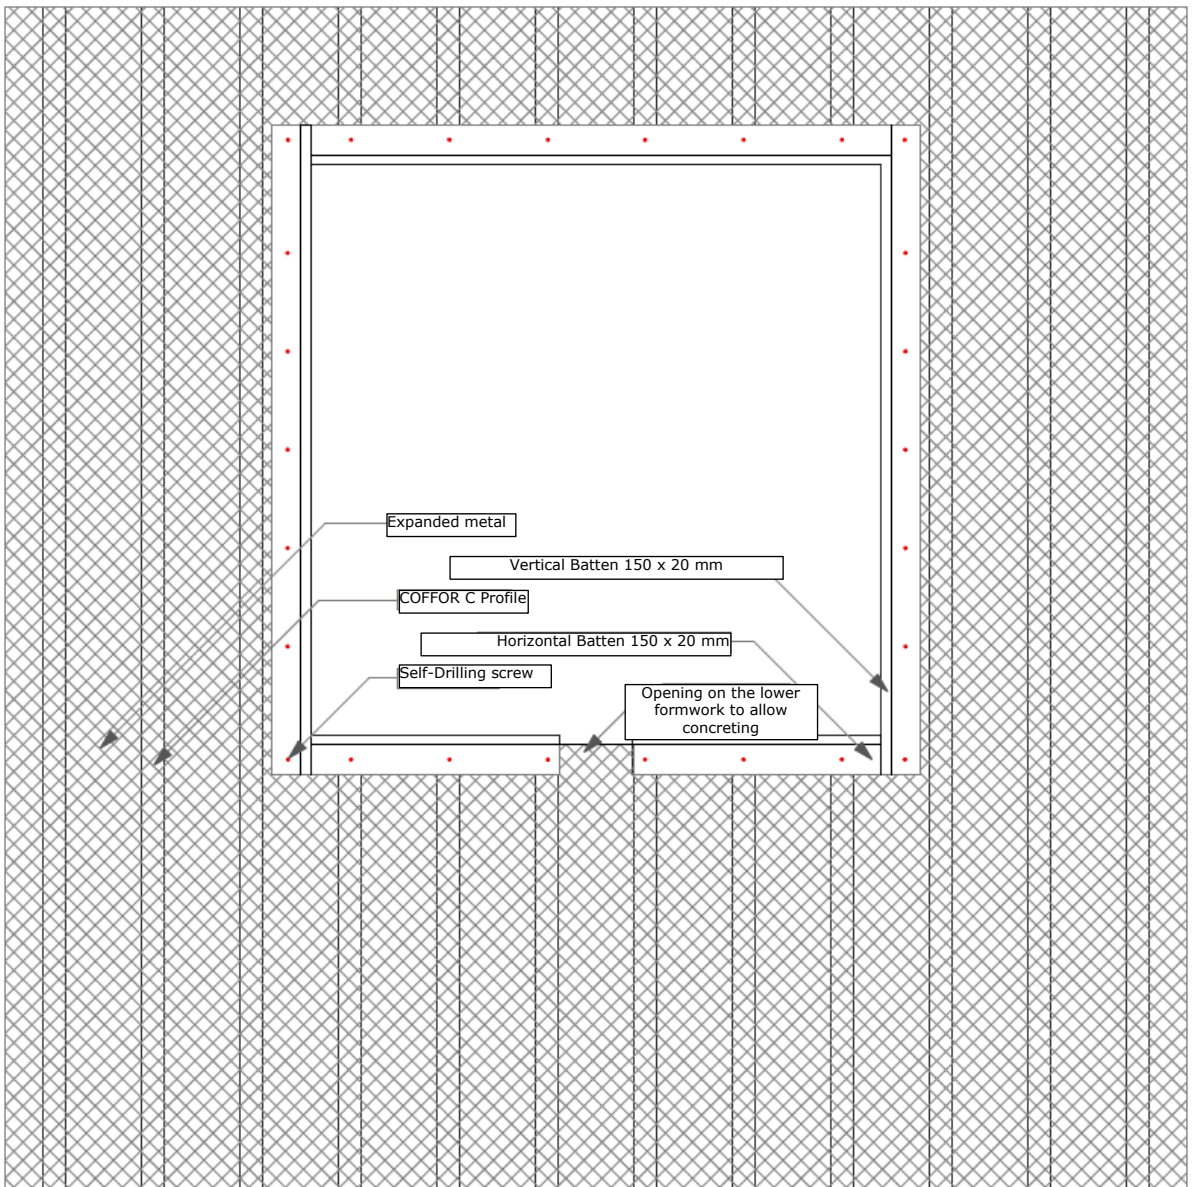 Expanded metal
Vertical Batten 150 x 20 mm
COFFOR C Profile
Horizontal Batten 150 x 20 mm
Self-Drilling screw
Opening on the lower
formwork to allow
concreting